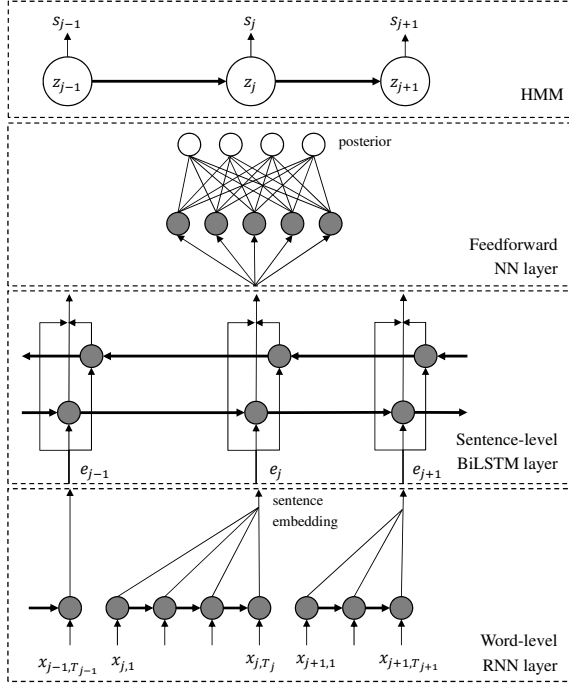 s_{j-1} s_j s_{j+1}
z_{j-1} z_j z_{j+1}
HMM
posterior
Feedforward
NN layer
Sentence-level
BiLSTM layer
e_{j-1} e_j e_{j+1}
sentence
embedding
x_{j-1,T_{j-1}} x_{j,1} x_{j,T_j} x_{j+1,1} x_{j+1,T_{j+1}}
Word-level
RNN layer